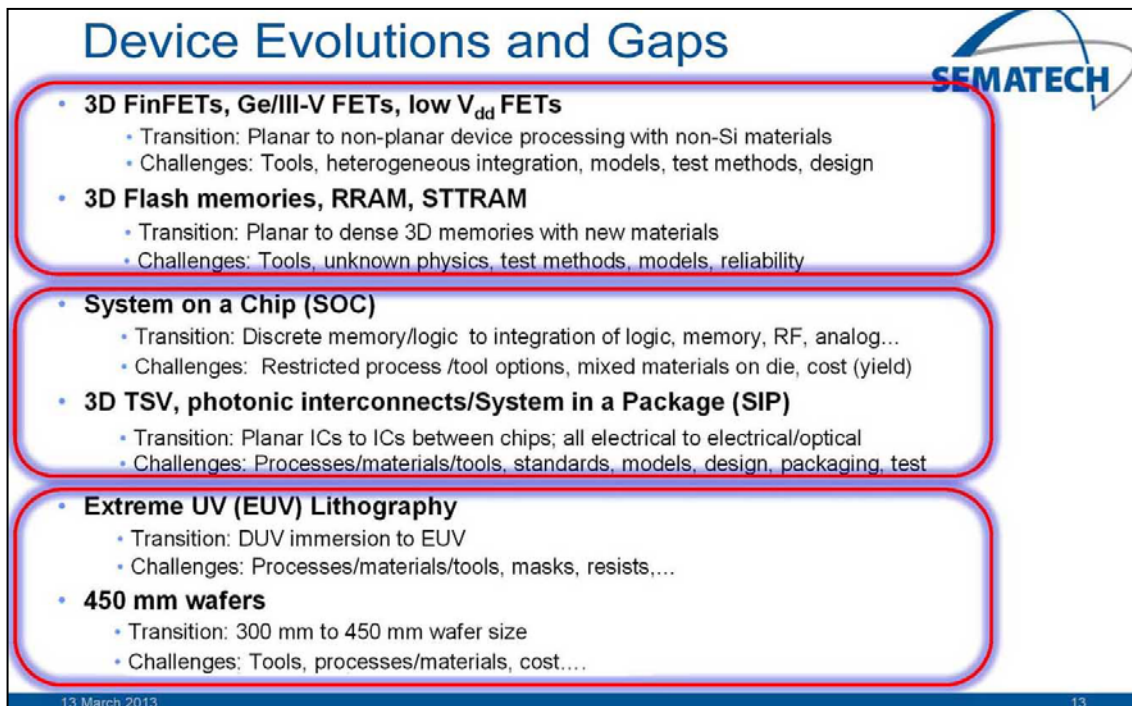 Device Evolutions and Gaps
SEMATECH
• 3D FinFETs, Ge/III-V FETs, low Vdd FETs
• Transition: Planar to non-planar device processing with non-Si materials
• Challenges: Tools, heterogeneous integration, models, test methods, design
• 3D Flash memories, RRAM, STTRAM
• Transition: Planar to dense 3D memories with new materials
• Challenges: Tools, unknown physics, test methods, models, reliability
• System on a Chip (SOC)
• Transition: Discrete memory/logic to integration of logic, memory, RF, analog...
• Challenges: Restricted process /tool options, mixed materials on die, cost (yield)
• 3D TSV, photonic interconnects/System in a Package (SIP)
• Transition: Planar ICs to ICs between chips; all electrical to electrical/optical
• Challenges: Processes/materials/tools, standards, models, design, packaging, test
• Extreme UV (EUV) Lithography
• Transition: DUV immersion to EUV
• Challenges: Processes/materials/tools, masks, resists,...
• 450 mm wafers
• Transition: 300 mm to 450 mm wafer size
• Challenges: Tools, processes/materials, cost....
13 March 2013
13